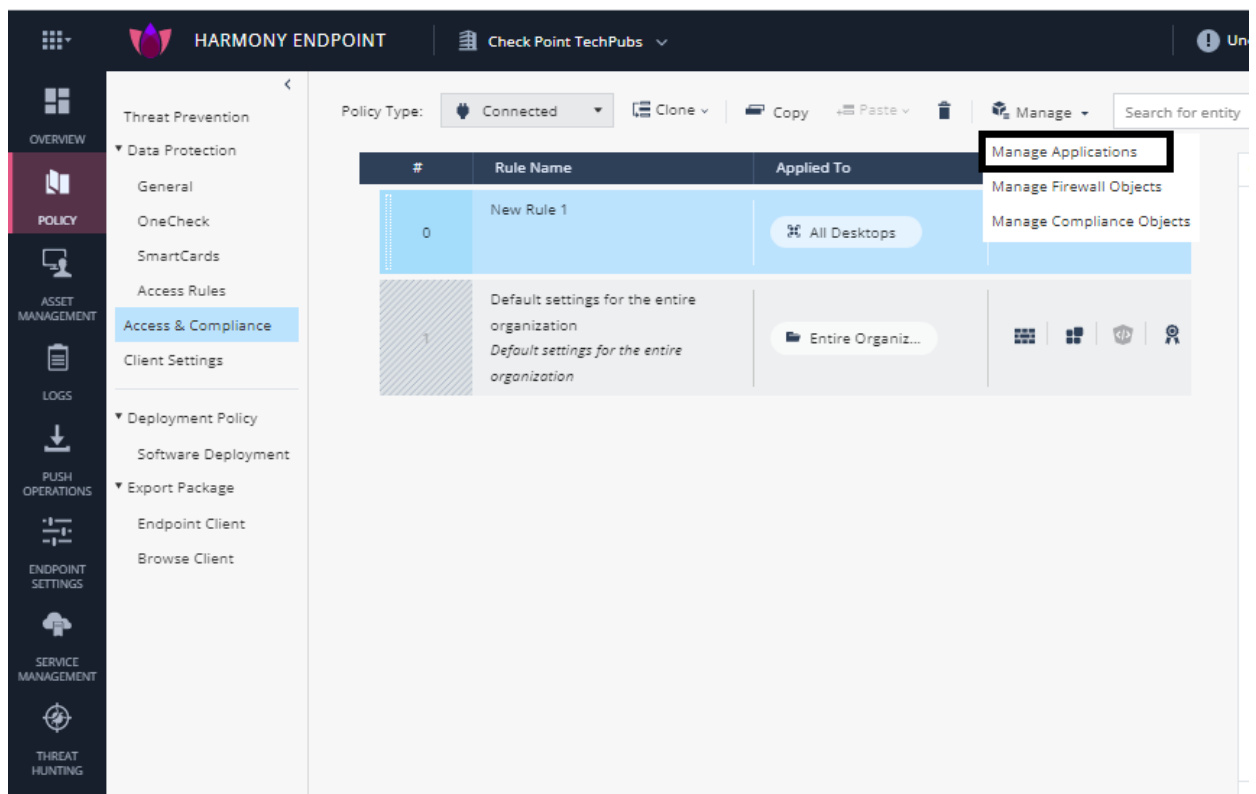 HARMONY ENDPOINT
Check Point TechPubs
OVERVIEW
POLICY
ASSET
MANAGEMENT
LOGS
PUSH
OPERATIONS
ENDPOINT
SETTINGS
SERVICE
MANAGEMENT
THREAT
HUNTING
Threat Prevention
Data Protection
General
OneCheck
SmartCards
Access Rules
Access & Compliance
Client Settings
Deployment Policy
Software Deployment
Export Package
Endpoint Client
Browse Client
Policy Type: Connected Clone Copy Paste Manage Search for entity
Manage Applications
Manage Firewall Objects
Manage Compliance Objects
# Rule Name Applied To
0 New Rule 1 All Desktops
1 Default settings for the entire
organization
Default settings for the entire
organization
Entire Organiz...